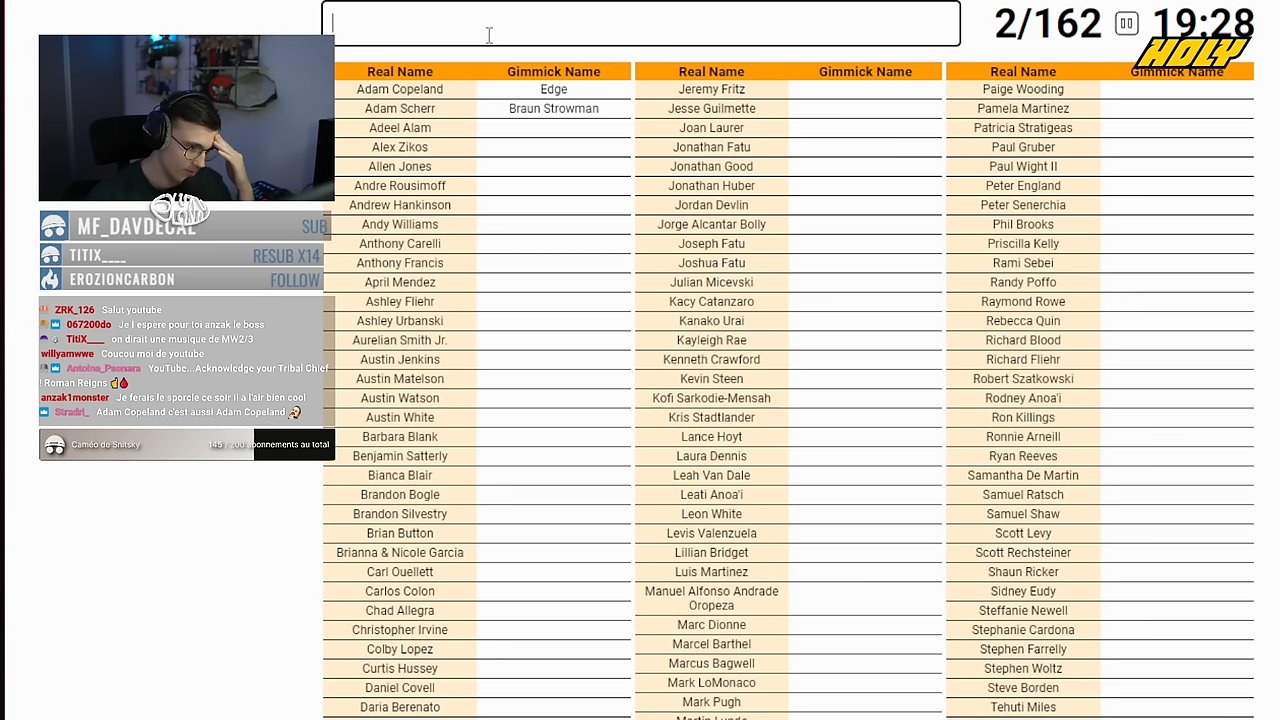 2/162 19:28
HOLY
MF_DAVDECAL SUB
TITIX____ RESUB X14
EROZIONCARBON FOLLOW
ZRK_126 Salut youtube
067200do Je l espere pour toi anzak le boss
TitiX____ on dirait une musique de MW2/3
willyamwwe Coucou moi de youtube
Antoine_Psonara YouTube...Acknowledge your Tribal Chief
! Roman Reigns
anzak1monster Je ferais le sporcle ce soir il a l'air bien cool
Stradri_ Adam Copeland c'est aussi Adam Copeland
Caméo de Snitsky 145 / 200 abonnements au total
Real Name Gimmick Name
Adam Copeland Edge
Adam Scherr Braun Strowman
Adeel Alam
Alex Zikos
Allen Jones
Andre Rousimoff
Andrew Hankinson
Andy Williams
Anthony Carelli
Anthony Francis
April Mendez
Ashley Fliehr
Ashley Urbanski
Aurelian Smith Jr.
Austin Jenkins
Austin Matelson
Austin Watson
Austin White
Barbara Blank
Benjamin Satterly
Bianca Blair
Brandon Bogle
Brandon Silvestry
Brian Button
Brianna & Nicole Garcia
Carl Ouellett
Carlos Colon
Chad Allegra
Christopher Irvine
Colby Lopez
Curtis Hussey
Daniel Covell
Daria Berenato
Real Name Gimmick Name
Jeremy Fritz
Jesse Guilmette
Joan Laurer
Jonathan Fatu
Jonathan Good
Jonathan Huber
Jordan Devlin
Jorge Alcantar Bolly
Joseph Fatu
Joshua Fatu
Julian Micevski
Kacy Catanzaro
Kanako Urai
Kayleigh Rae
Kenneth Crawford
Kevin Steen
Kofi Sarkodie-Mensah
Kris Stadtlander
Lance Hoyt
Laura Dennis
Leah Van Dale
Leati Anoa'i
Leon White
Levis Valenzuela
Lillian Bridget
Luis Martinez
Manuel Alfonso Andrade
Oropeza
Marc Dionne
Marcel Barthel
Marcus Bagwell
Mark LoMonaco
Mark Pugh
Real Name Gimmick Name
Paige Wooding
Pamela Martinez
Patricia Stratigeas
Paul Gruber
Paul Wight II
Peter England
Peter Senerchia
Phil Brooks
Priscilla Kelly
Rami Sebei
Randy Poffo
Raymond Rowe
Rebecca Quin
Richard Blood
Richard Fliehr
Robert Szatkowski
Rodney Anoa'i
Ron Killings
Ronnie Arneill
Ryan Reeves
Samantha De Martin
Samuel Ratsch
Samuel Shaw
Scott Levy
Scott Rechsteiner
Shaun Ricker
Sidney Eudy
Steffanie Newell
Stephanie Cardona
Stephen Farrelly
Stephen Woltz
Steve Borden
Tehuti Miles